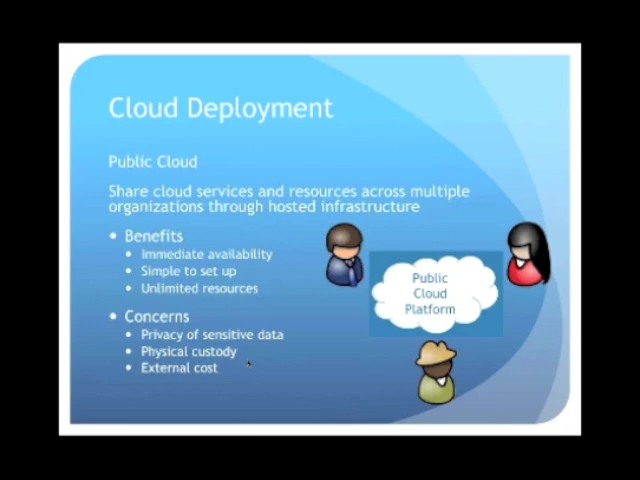 Cloud Deployment
Public Cloud
Share cloud services and resources across multiple
organizations through hosted infrastructure
• Benefits
• Immediate availability
• Simple to set up
• Unlimited resources
• Concerns
• Privacy of sensitive data
• Physical custody
• External cost
Public
Cloud
Platform